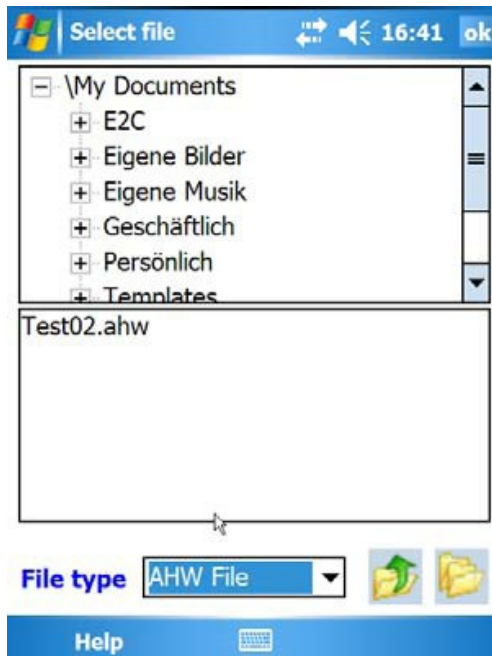 Select file 16:41 ok
\My Documents
E2C
Eigene Bilder
Eigene Musik
Geschäftlich
Persönlich
Templates
Test02.ahw
File type AHW File
Help